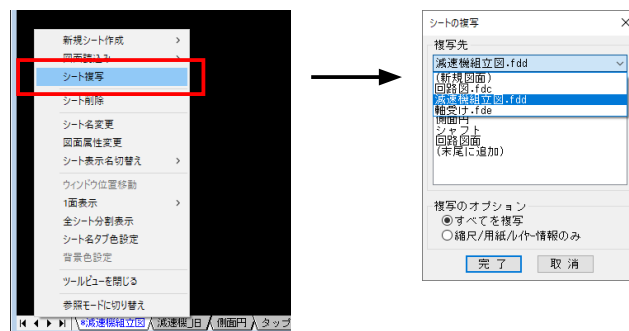 新規シート作成
図面読込み
シート複写
シート削除
シート名変更
図面属性変更
シート表示名切替え
ウィンドウ位置移動
1面表示
全シート分割表示
シート名タブ色設定
背景色設定
ツールビューを閉じる
参照モードに切り替え
*減速機組立図 減速機_旧 側面円 タップ
シートの複写
複写先
減速機組立図.fdd
(新規図面)
回路図.fdc
減速機組立図.fdd
軸受け.fde
側面円
シャフト
回路図面
(末尾に追加)
複写のオプション
すべてを複写
縮尺/用紙/レイヤー情報のみ
完了 取消